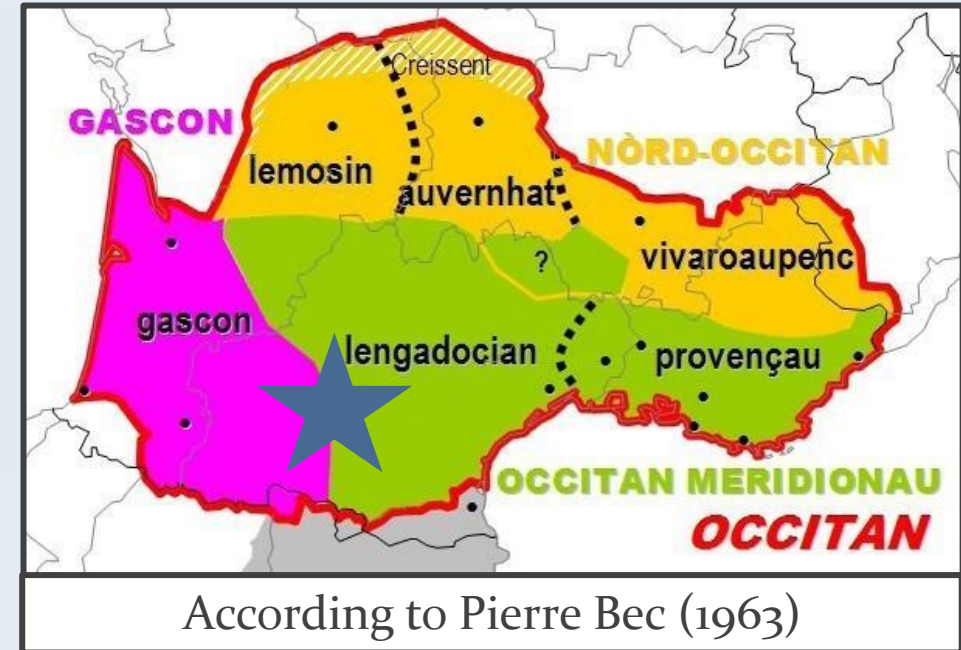 Creissent
GASCON
NÒRD-OCCITAN
lemosin
auvernhat
vivaroaupenc
?
gascon
lengadocian
provençau
OCCITAN MERIDIONAU
OCCITAN
According to Pierre Bec (1963)